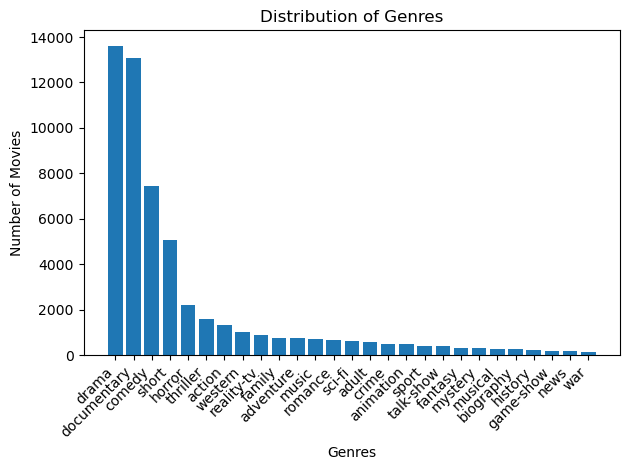 Distribution of Genres
Number of Movies
14000
12000
10000
8000
6000
4000
2000
0
drama
documentary
comedy
short
horror
thriller
action
western
reality-tv
family
adventure
music
romance
sci-fi
adult
crime
animation
sport
talk-show
fantasy
mystery
musical
biography
history
game-show
news
war
Genres